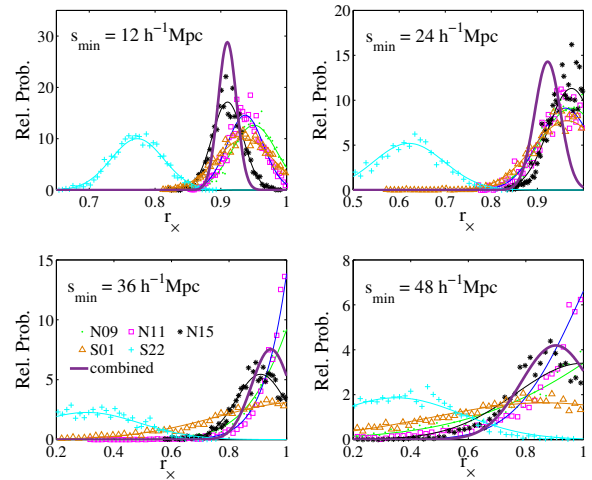 s_min = 12 h⁻¹Mpc
Rel. Prob.
30
20
10
0
0.7
0.8
0.9
1
r_×
s_min = 24 h⁻¹Mpc
Rel. Prob.
20
15
10
5
0
0.5
0.6
0.7
0.8
0.9
r_×
s_min = 36 h⁻¹Mpc
N09 N11 N15
S01 S22
combined
Rel. Prob.
15
10
5
0
0.2
0.4
0.6
0.8
1
r_×
s_min = 48 h⁻¹Mpc
Rel. Prob.
8
6
4
2
0
0.2
0.4
0.6
0.8
1
r_×